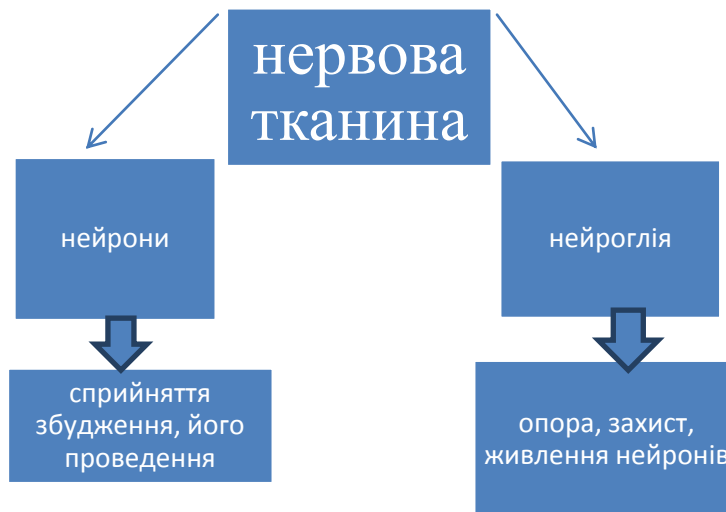 нервова
тканина
нейрони
нейроглія
сприйняття
збудження, його
проведення
опора, захист,
живлення нейронів